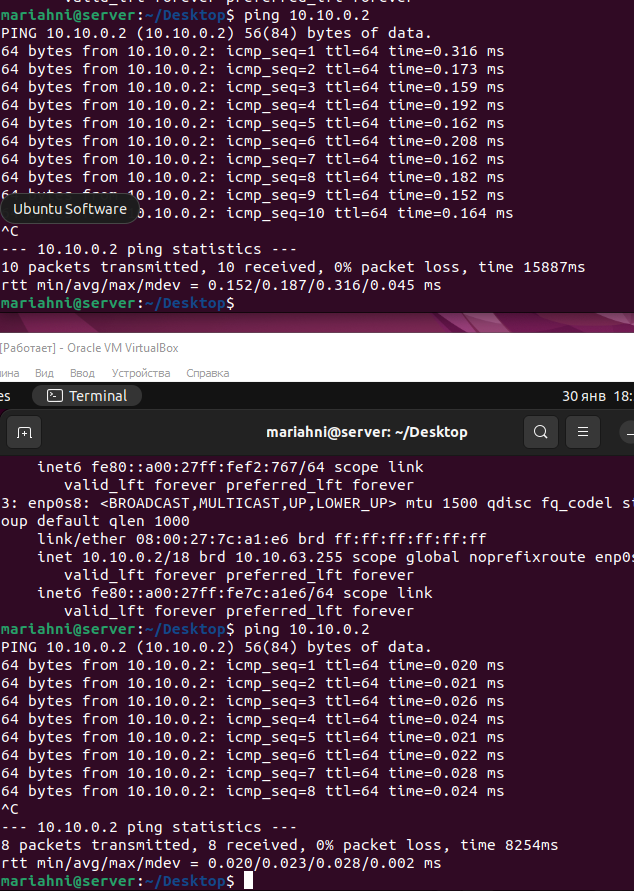 valid_lft forever preferred_lft forever
mariahni@server:~/Desktop$ ping 10.10.0.2
PING 10.10.0.2 (10.10.0.2) 56(84) bytes of data.
64 bytes from 10.10.0.2: icmp_seq=1 ttl=64 time=0.316 ms
64 bytes from 10.10.0.2: icmp_seq=2 ttl=64 time=0.173 ms
64 bytes from 10.10.0.2: icmp_seq=3 ttl=64 time=0.159 ms
64 bytes from 10.10.0.2: icmp_seq=4 ttl=64 time=0.192 ms
64 bytes from 10.10.0.2: icmp_seq=5 ttl=64 time=0.162 ms
64 bytes from 10.10.0.2: icmp_seq=6 ttl=64 time=0.208 ms
64 bytes from 10.10.0.2: icmp_seq=7 ttl=64 time=0.162 ms
64 bytes from 10.10.0.2: icmp_seq=8 ttl=64 time=0.182 ms
64 bytes from 10.10.0.2: icmp_seq=9 ttl=64 time=0.152 ms
Ubuntu Software
.10.0.2: icmp_seq=10 ttl=64 time=0.164 ms
^C
--- 10.10.0.2 ping statistics ---
10 packets transmitted, 10 received, 0% packet loss, time 15887ms
rtt min/avg/max/mdev = 0.152/0.187/0.316/0.045 ms
mariahni@server:~/Desktop$
[Работает] - Oracle VM VirtualBox
ина Вид Ввод Устройства Справка
es Terminal 30 янв 18:
mariahni@server: ~/Desktop
inet6 fe80::a00:27ff:fef2:767/64 scope link
valid_lft forever preferred_lft forever
3: enp0s8: <BROADCAST,MULTICAST,UP,LOWER_UP> mtu 1500 qdisc fq_codel st
oup default qlen 1000
link/ether 08:00:27:7c:a1:e6 brd ff:ff:ff:ff:ff:ff
inet 10.10.0.2/18 brd 10.10.63.255 scope global noprefixroute enp0s
valid_lft forever preferred_lft forever
inet6 fe80::a00:27ff:fe7c:a1e6/64 scope link
valid_lft forever preferred_lft forever
mariahni@server:~/Desktop$ ping 10.10.0.2
PING 10.10.0.2 (10.10.0.2) 56(84) bytes of data.
64 bytes from 10.10.0.2: icmp_seq=1 ttl=64 time=0.020 ms
64 bytes from 10.10.0.2: icmp_seq=2 ttl=64 time=0.021 ms
64 bytes from 10.10.0.2: icmp_seq=3 ttl=64 time=0.026 ms
64 bytes from 10.10.0.2: icmp_seq=4 ttl=64 time=0.024 ms
64 bytes from 10.10.0.2: icmp_seq=5 ttl=64 time=0.021 ms
64 bytes from 10.10.0.2: icmp_seq=6 ttl=64 time=0.022 ms
64 bytes from 10.10.0.2: icmp_seq=7 ttl=64 time=0.028 ms
64 bytes from 10.10.0.2: icmp_seq=8 ttl=64 time=0.024 ms
^C
--- 10.10.0.2 ping statistics ---
8 packets transmitted, 8 received, 0% packet loss, time 8254ms
rtt min/avg/max/mdev = 0.020/0.023/0.028/0.002 ms
mariahni@server:~/Desktop$